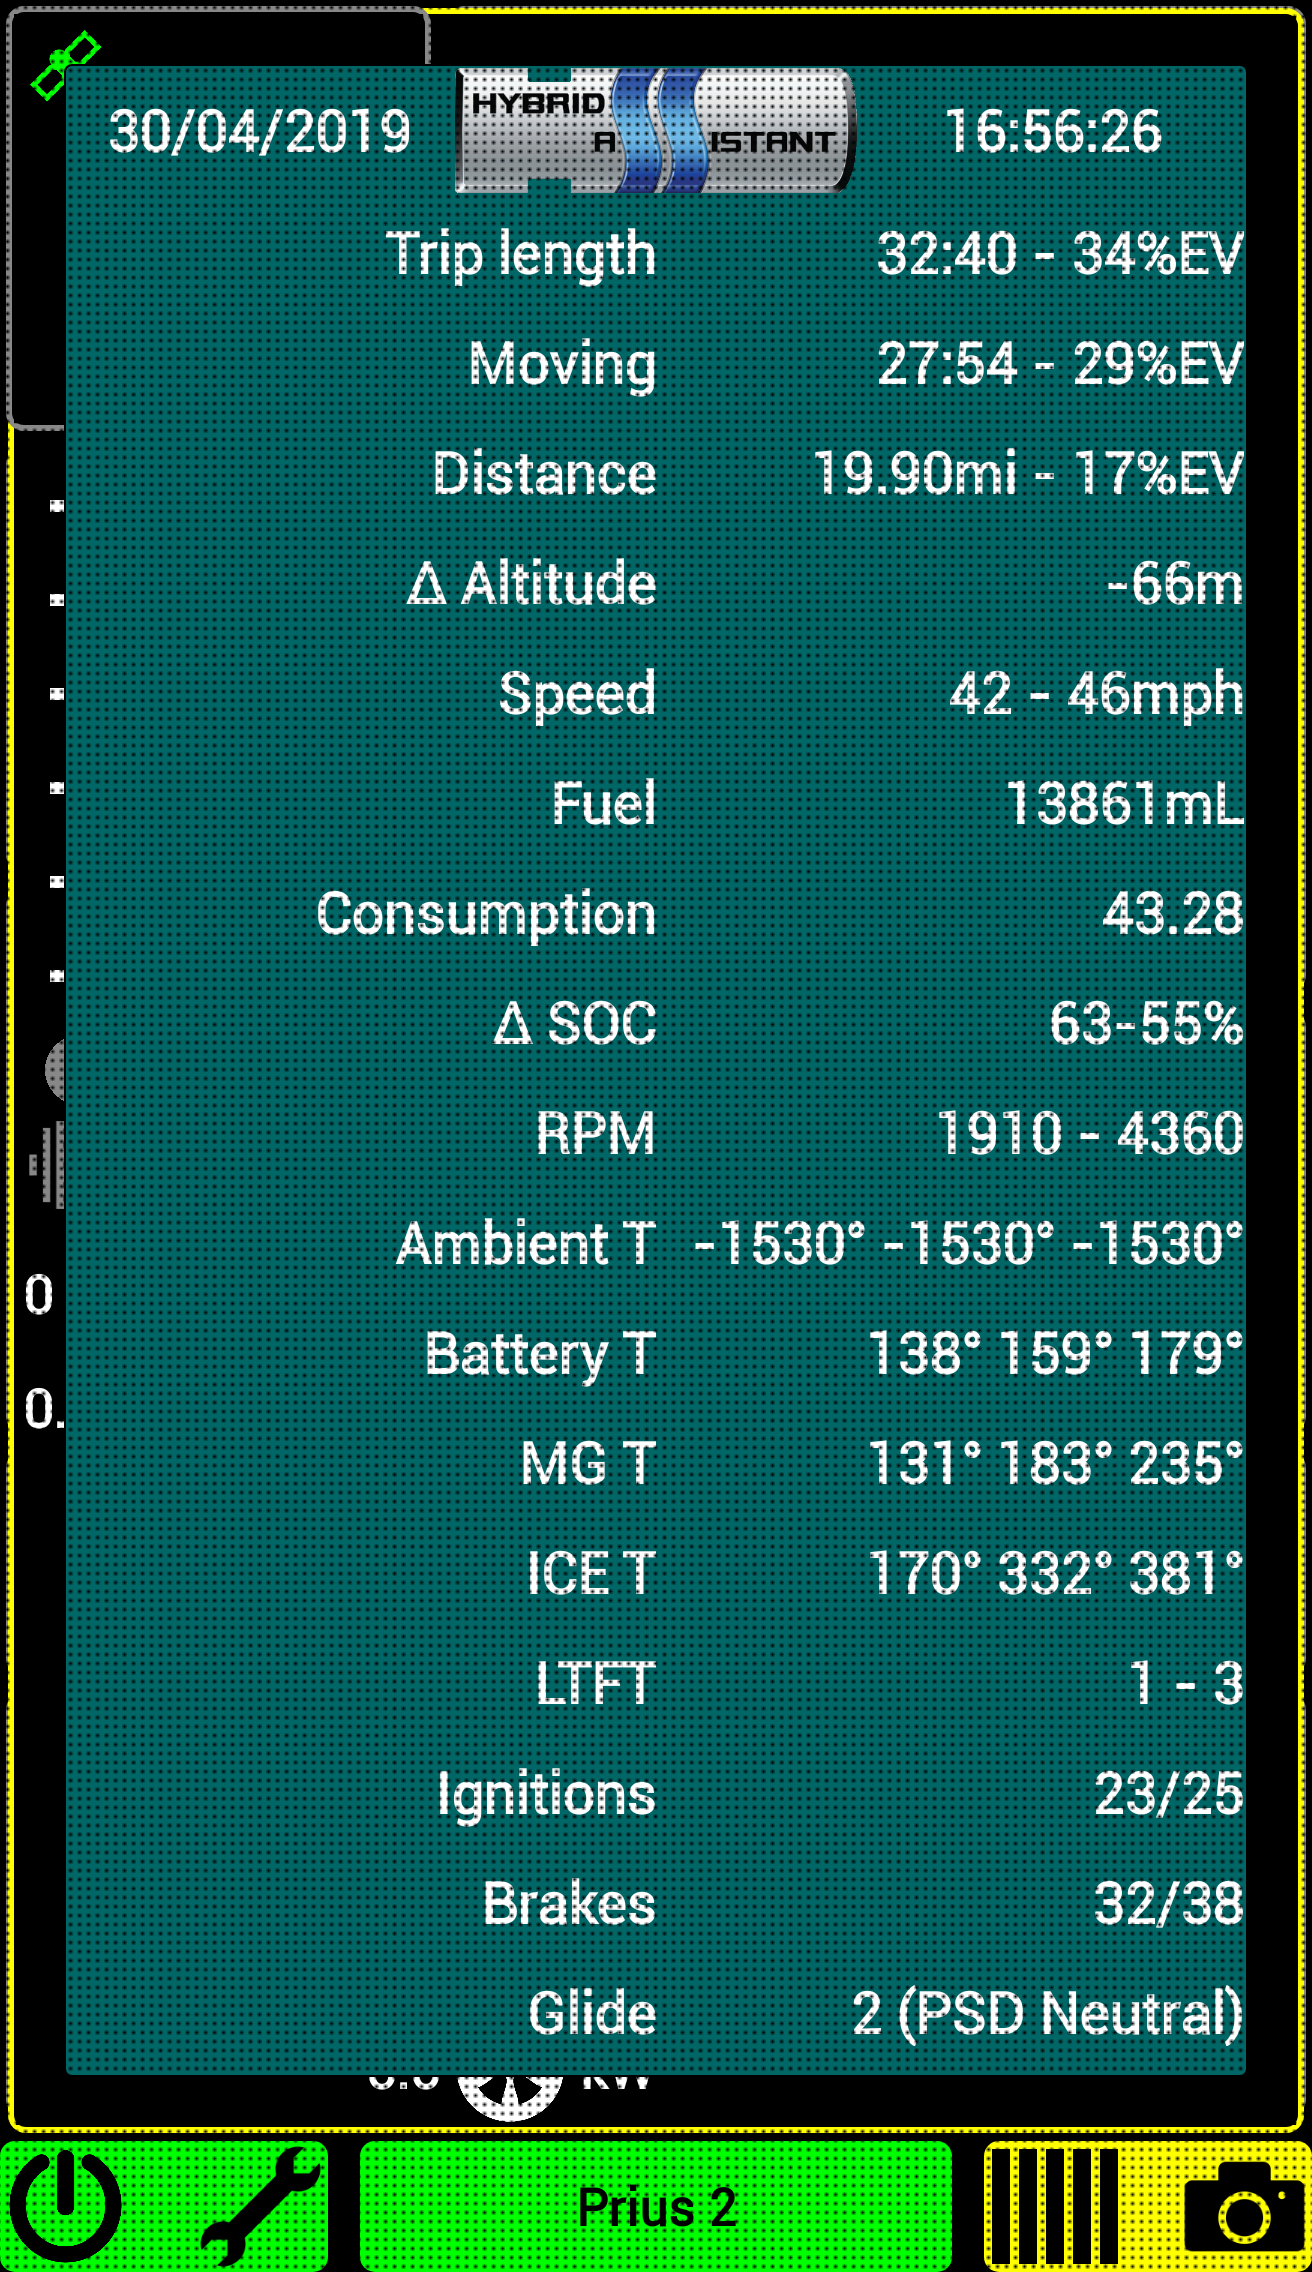 30/04/2019 HYBRID ASSISTANT 16:56:26
Trip length 32:40 - 34%EV
Moving 27:54 - 29%EV
Distance 19.90mi - 17%EV
Δ Altitude -66m
Speed 42 - 46mph
Fuel 13861mL
Consumption 43.28
Δ SOC 63-55%
RPM 1910 - 4360
Ambient T -1530° -1530° -1530°
0
Battery T 138° 159° 179°
0.
MG T 131° 183° 235°
ICE T 170° 332° 381°
LTFT 1 - 3
Ignitions 23/25
Brakes 32/38
Glide 2 (PSD Neutral)
kW
Prius 2